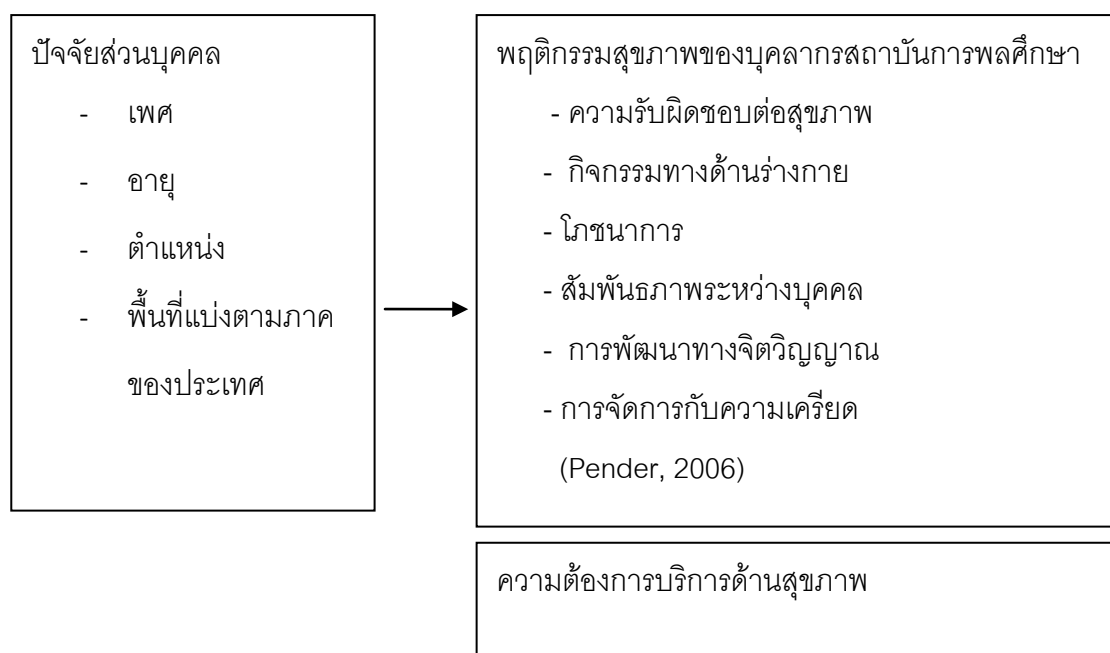 ปัจจัยส่วนบุคคล
- เพศ
- อายุ
- ตำแหน่ง
- พื้นที่แบ่งตามภาค
ของประเทศ
พฤติกรรมสุขภาพของบุคลากรสถาบันการพลศึกษา
- ความรับผิดชอบต่อสุขภาพ
- กิจกรรมทางด้านร่างกาย
- โภชนาการ
- สัมพันธภาพระหว่างบุคคล
- การพัฒนาทางจิตวิญญาณ
- การจัดการกับความเครียด
(Pender, 2006)
ความต้องการบริการด้านสุขภาพ